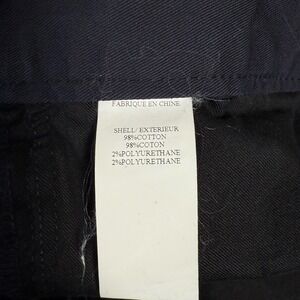 FABRIQUE EN CHINE
SHELL/ EXTERIEUR
98%COTTON
98%COTON
2%POLYURETHANE
2%POLYURETHANE